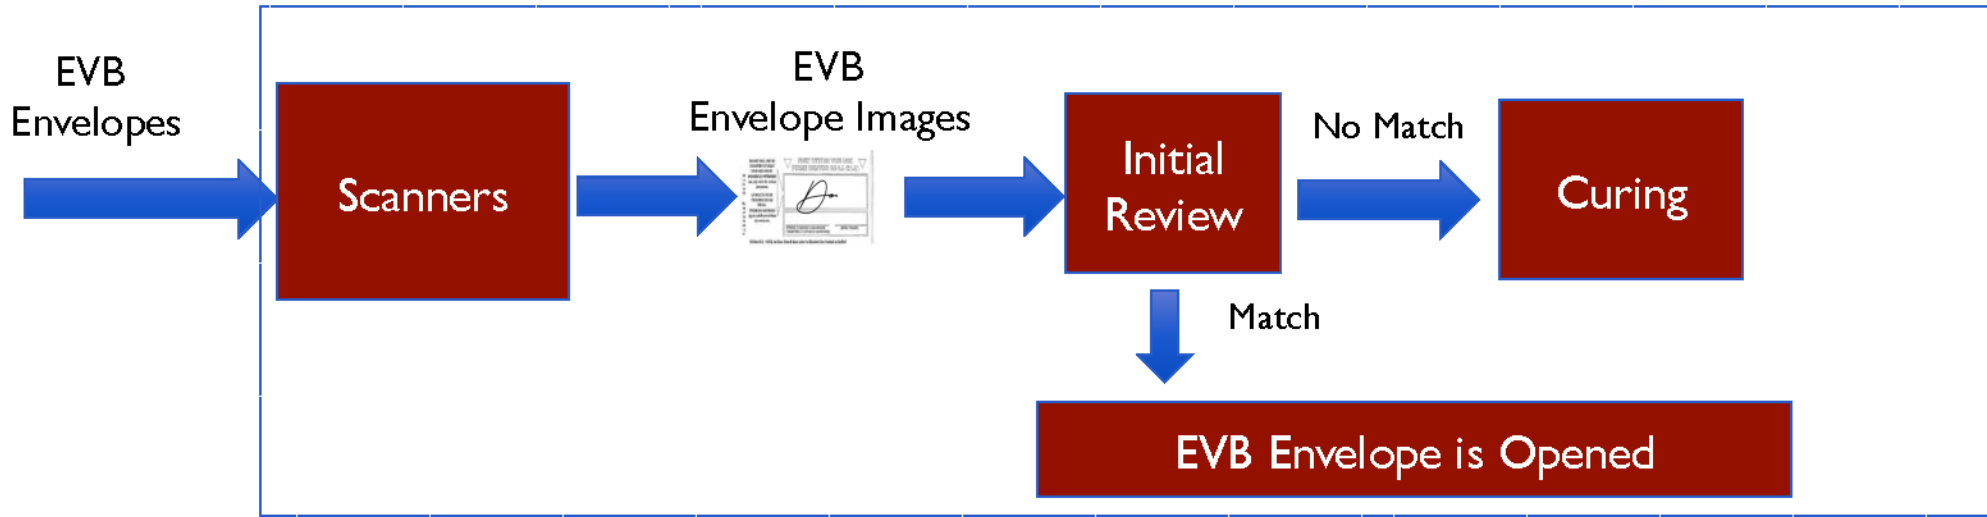 EVB
Envelopes
Scanners
EVB
Envelope Images
Initial
Review
No Match
Curing
Match
EVB Envelope is Opened